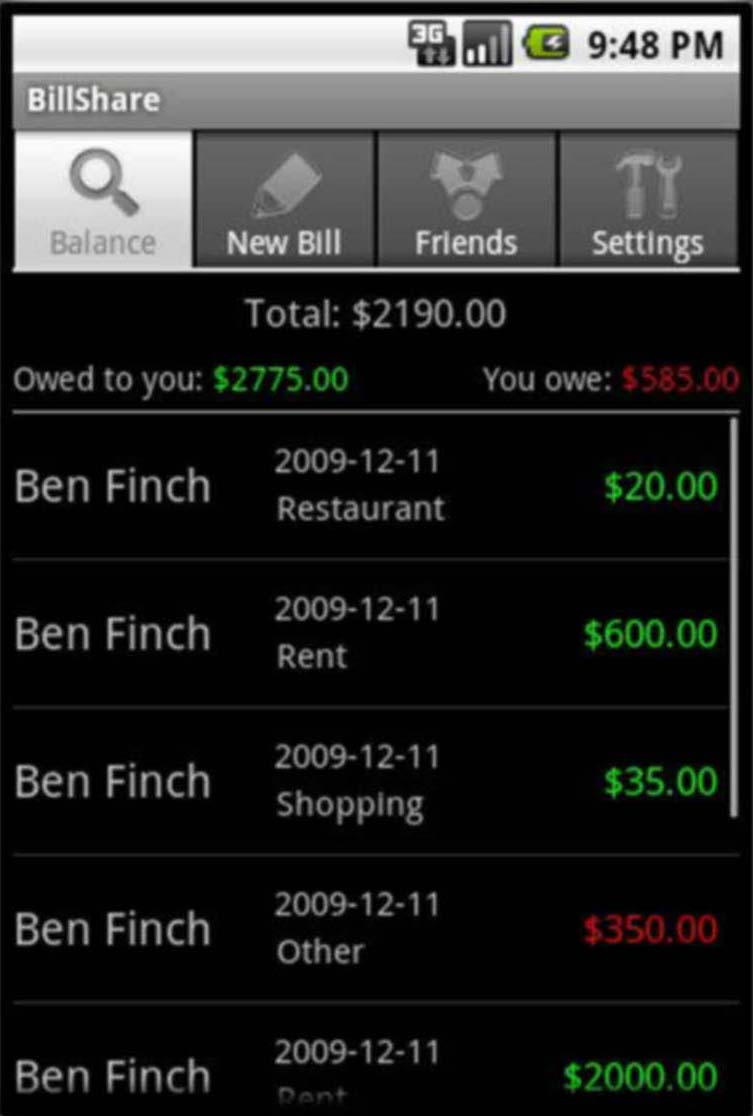 3G 9:48 PM
BillShare
Balance New Bill Friends Settings
Total: $2190.00
Owed to you: $2775.00 You owe: $585.00
Ben Finch 2009-12-11 Restaurant $20.00
Ben Finch 2009-12-11 Rent $600.00
Ben Finch 2009-12-11 Shopping $35.00
Ben Finch 2009-12-11 Other $350.00
Ben Finch 2009-12-11 Rent $2000.00